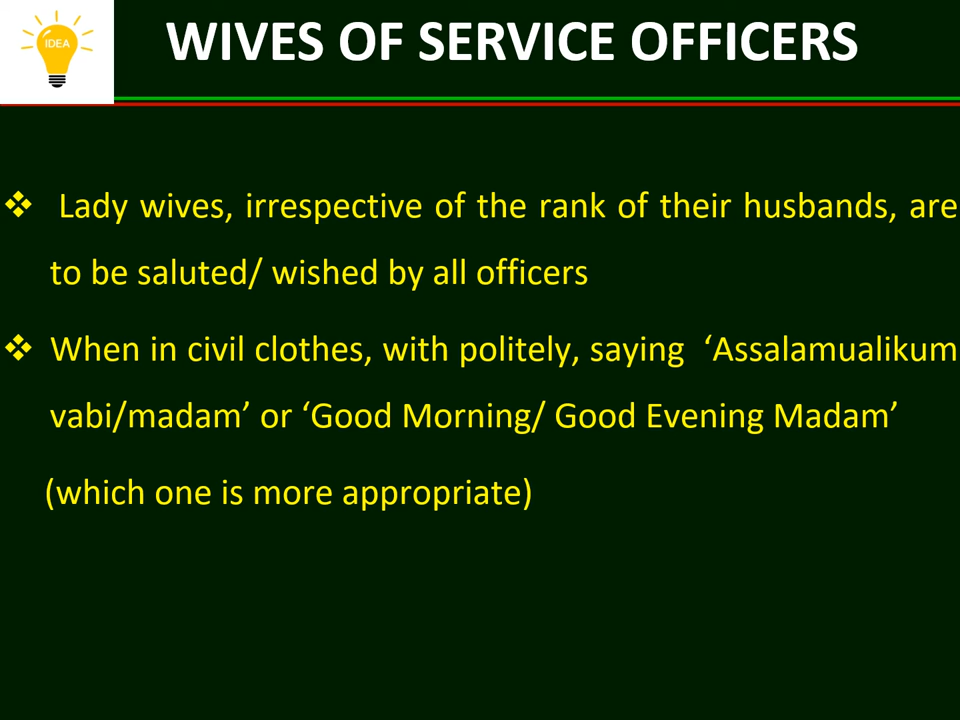 IDEA
WIVES OF SERVICE OFFICERS
❖ Lady wives, irrespective of the rank of their husbands, are
to be saluted/ wished by all officers
❖ When in civil clothes, with politely, saying ‘Assalamualikum
vabi/madam’ or ‘Good Morning/ Good Evening Madam’
(which one is more appropriate)